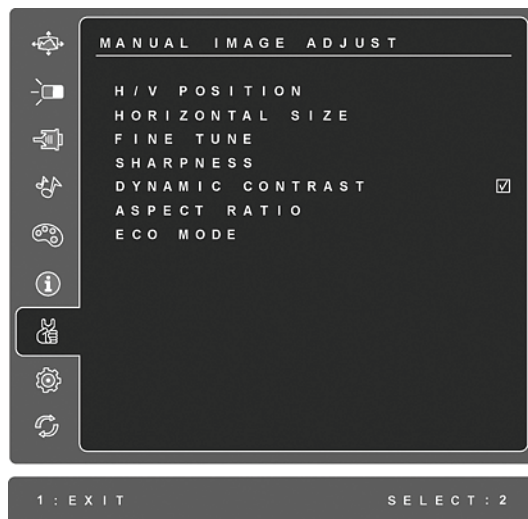 MANUAL IMAGE ADJUST
H/V POSITION
HORIZONTAL SIZE
FINE TUNE
SHARPNESS
DYNAMIC CONTRAST
ASPECT RATIO
ECO MODE
1:EXIT SELECT:2